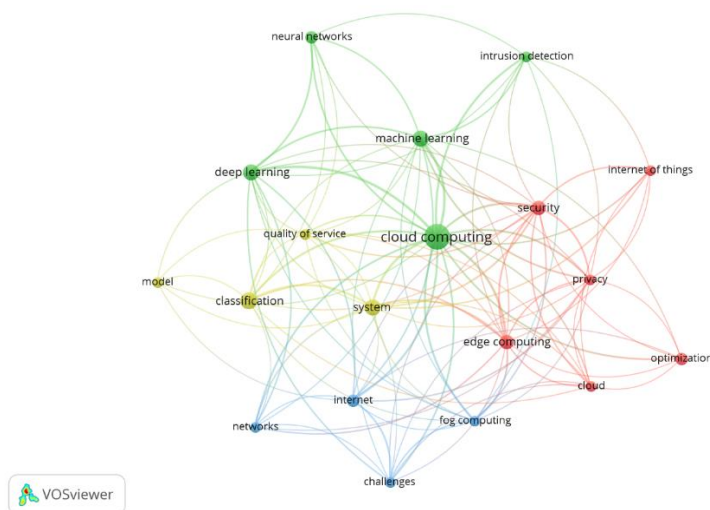 neural networks
intrusion detection
machine learning
deep learning
internet of things
security
quality of service
cloud computing
model
privacy
classification
system
edge computing
optimization
cloud
internet
fog computing
networks
challenges
VOSviewer